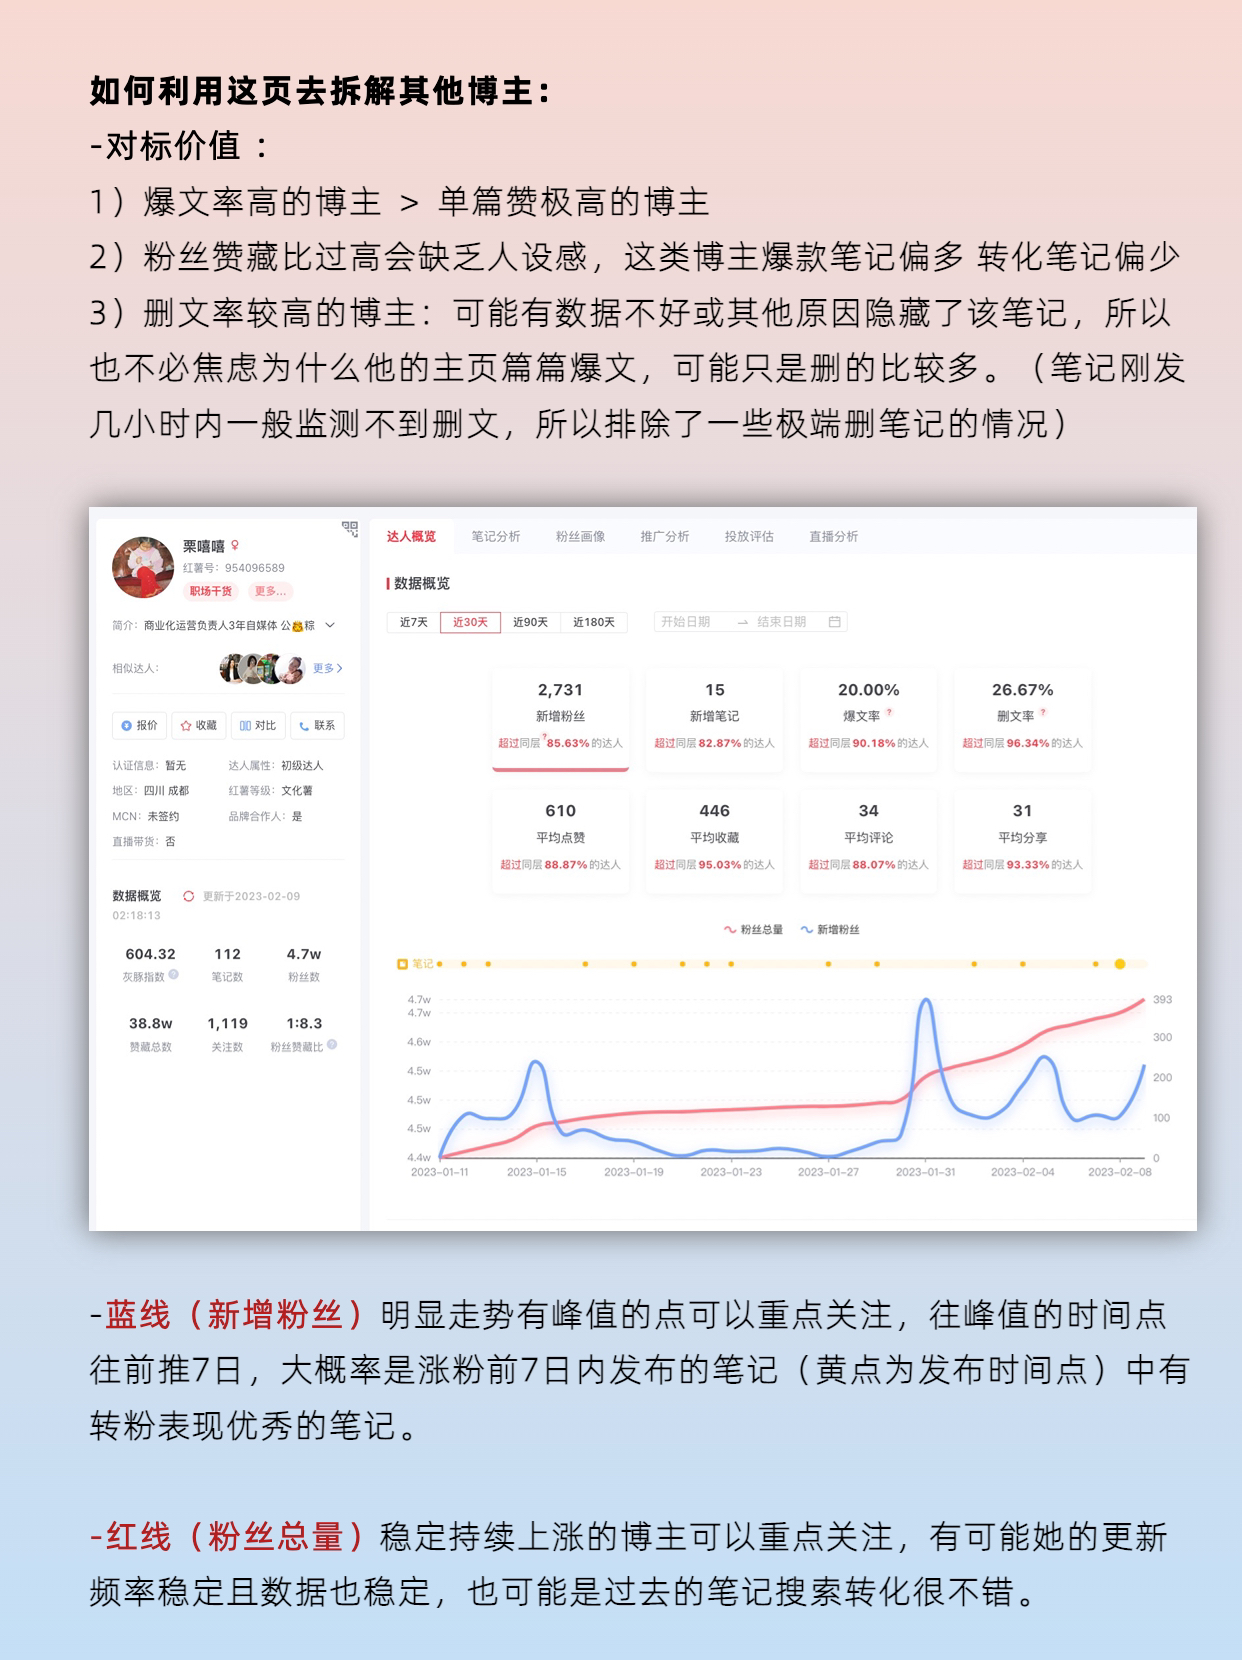 如何利用这页去拆解其他博主：
-对标价值 ：
1）爆文率高的博主 > 单篇赞极高的博主
2）粉丝赞藏比过高会缺乏人设感，这类博主爆款笔记偏多 转化笔记偏少
3）删文率较高的博主：可能有数据不好或其他原因隐藏了该笔记，所以
也不必焦虑为什么他的主页篇篇爆文，可能只是删的比较多。（笔记刚发
几小时内一般监测不到删文，所以排除了一些极端删笔记的情况）
栗嘻嘻
红薯号：954096589
职场干货 更多...
简介：商业化运营负责人3年自媒体 公 粽
相似达人：
更多
报价 收藏 对比 联系
认证信息：暂无 达人属性：初级达人
地区：四川 成都 红薯等级：文化薯
MCN：未签约 品牌合作人：是
直播带货：否
数据概览 更新于2023-02-09
02:18:13
604.32 112 4.7w
灰豚指数 笔记数 粉丝数
38.8w 1,119 1:8.3
赞藏总数 关注数 粉丝赞藏比
达人概览 笔记分析 粉丝画像 推广分析 投放评估 直播分析
数据概览
近7天 近30天 近90天 近180天 开始日期 → 结束日期
2,731 15 20.00% 26.67%
新增粉丝 新增笔记 爆文率 ? 删文率 ?
超过同层85.63%的达人 超过同层82.87%的达人 超过同层90.18%的达人 超过同层96.34%的达人
610 446 34 31
平均点赞 平均收藏 平均评论 平均分享
超过同层88.87%的达人 超过同层95.03%的达人 超过同层88.07%的达人 超过同层93.33%的达人
粉丝总量 新增粉丝
笔记
4.7w 393
4.7w
4.6w 300
4.5w 200
4.5w 100
4.5w
4.4w 0
2023-01-11 2023-01-15 2023-01-19 2023-01-23 2023-01-27 2023-01-31 2023-02-04 2023-02-08
-蓝线（新增粉丝）明显走势有峰值的点可以重点关注，往峰值的时间点
往前推7日，大概率是涨粉前7日内发布的笔记（黄点为发布时间点）中有
转粉表现优秀的笔记。
-红线（粉丝总量）稳定持续上涨的博主可以重点关注，有可能她的更新
频率稳定且数据也稳定，也可能是过去的笔记搜索转化很不错。